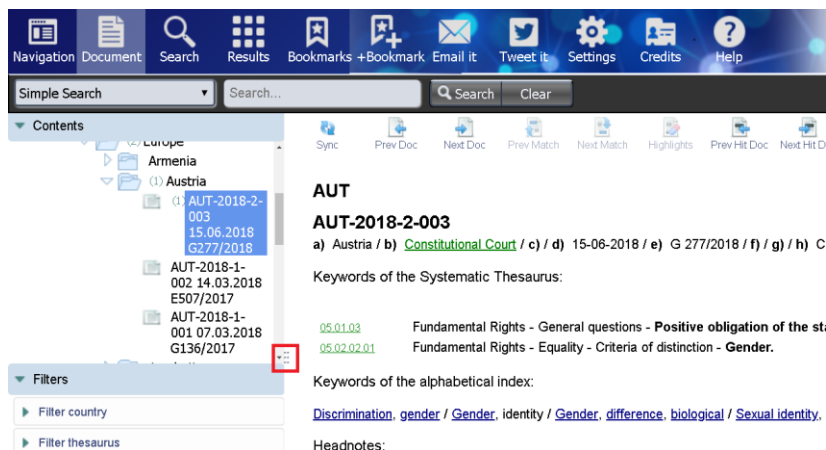 Navigation Document Search Results Bookmarks +Bookmark Email it Tweet it Settings Credits Help
Simple Search Search... Search Clear
Contents
Sync Prev Doc Next Doc Prev Match Next Match Highlights Prev Hit Doc Next Hit D
(2) Europe
Armenia
(1) Austria
(1) AUT-2018-2-
003
15.06.2018
G277/2018
AUT-2018-1-
002 14.03.2018
E507/2017
AUT-2018-1-
001 07.03.2018
G136/2017
Filters
Filter country
Filter thesaurus
AUT
AUT-2018-2-003
a) Austria / b) Constitutional Court / c) / d) 15-06-2018 / e) G 277/2018 / f) / g) / h) C
Keywords of the Systematic Thesaurus:
05.01.03 Fundamental Rights - General questions - Positive obligation of the sta
05.02.02.01 Fundamental Rights - Equality - Criteria of distinction - Gender.
Keywords of the alphabetical index:
Discrimination, gender / Gender, identity / Gender, difference, biological / Sexual identity,
Headnotes: